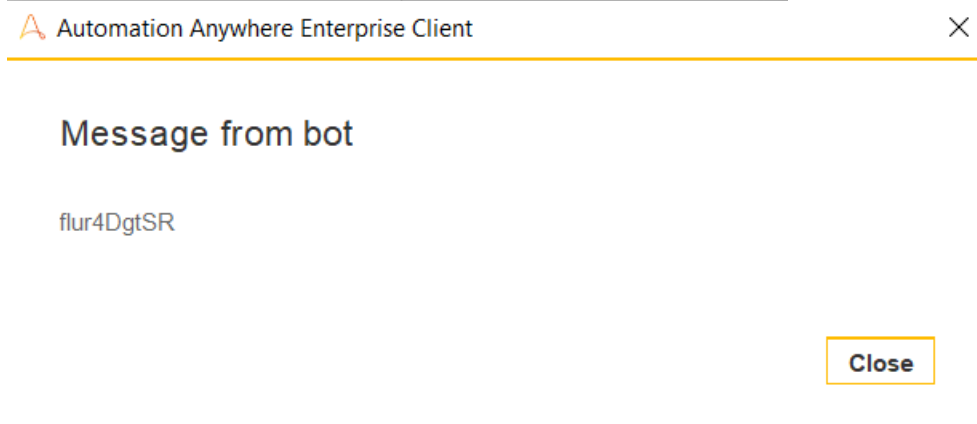 Automation Anywhere Enterprise Client
Message from bot
flur4DgtSR
Close